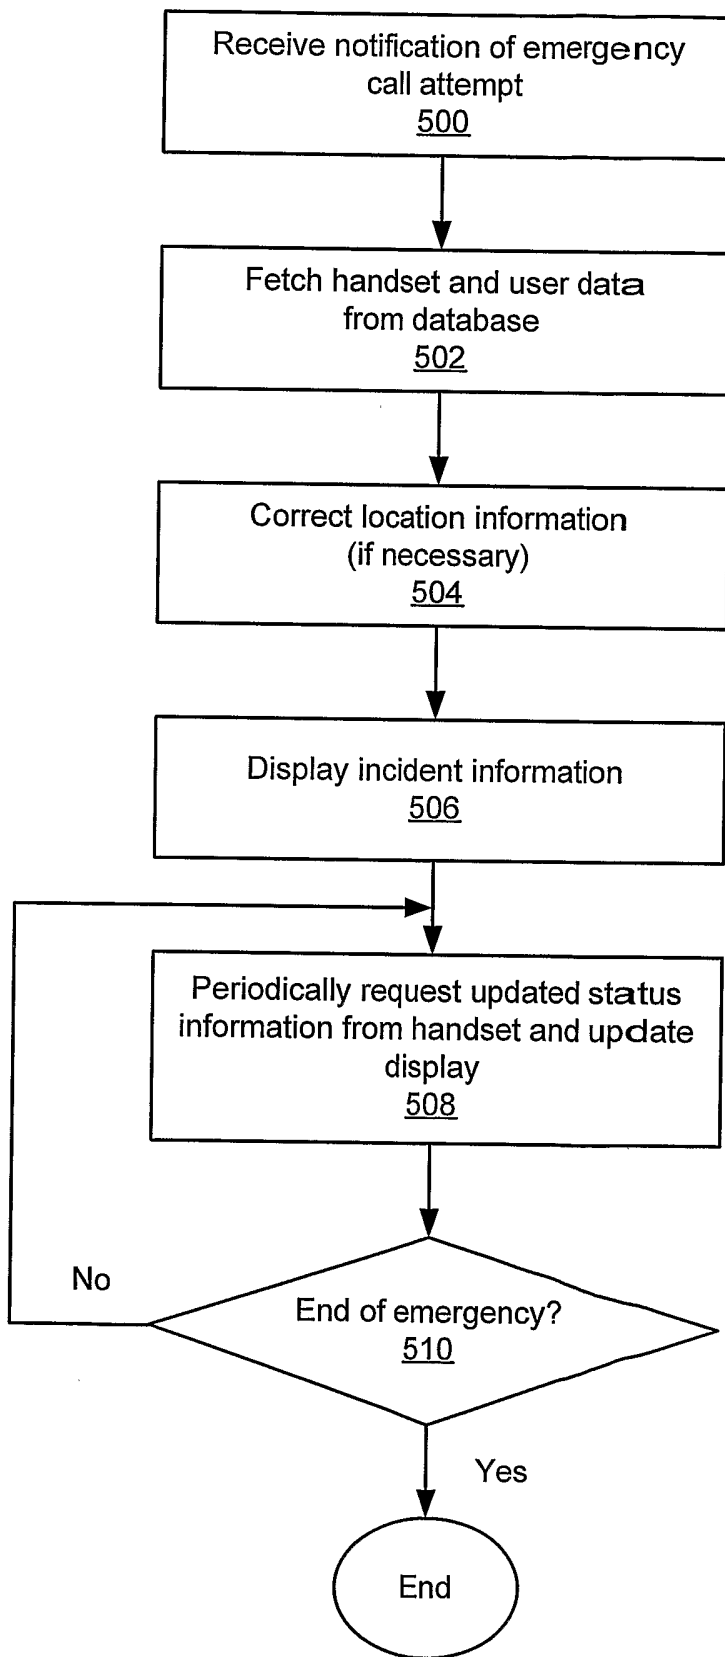 Receive notification of emergency
call attempt
500
Fetch handset and user data
from database
502
Correct location information
(if necessary)
504
Display incident information
506
Periodically request updated status
information from handset and update
display
508
No
End of emergency?
510
Yes
End